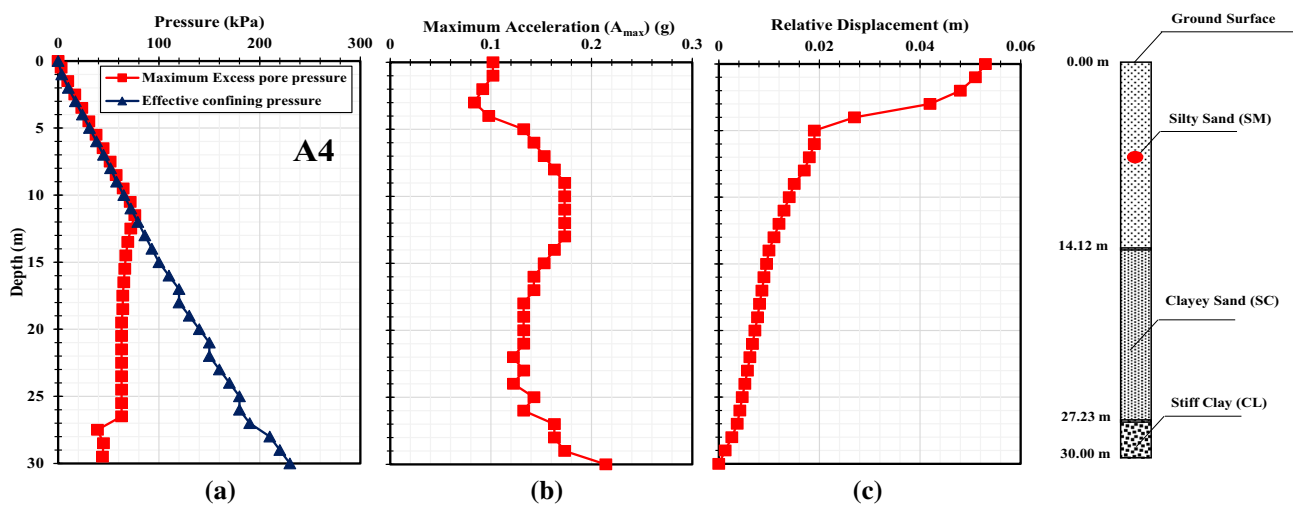 Pressure (kPa)
0 100 200 300
0
5
10
15
20
25
30
Depth (m)
Maximum Excess pore pressure
Effective confining pressure
A4
(a)
Maximum Acceleration (Amax) (g)
0 0.1 0.2 0.3
(b)
Relative Displacement (m)
0 0.02 0.04 0.06
(c)
Ground Surface
0.00 m
Silty Sand (SM)
14.12 m
Clayey Sand (SC)
Stiff Clay (CL)
27.23 m
30.00 m